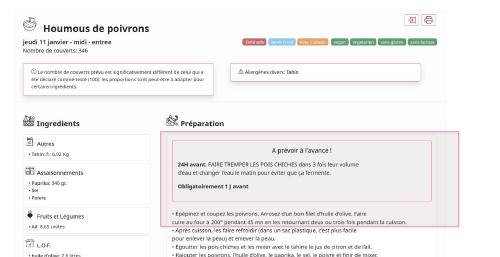 Houmous de poivrons
jeudi 11 janvier - midi - entree
Nombre de couverts: 346
Vegan
vegetarien
sans gluten
sans lactose
Le nombre de couverts prévu est significativement différent de celui qui a
été déclaré comme testé (100): les proportions sont peut-être à adapter pour
certains ingrédients.
Allergènes divers: Tahin
Ingredients
Autres
• Tahin /h: 6,92 Kg
Assaisonnements
• Paprika: 346 gr.
• Sel
• Poivre
Fruits et Légumes
• Ail: 8,65 unités
L.O.F.
• huile d'olive: 2,6 litres
Préparation
A prévoir à l'avance !
24H avant. FAIRE TREMPER LES POIS CHICHES dans 3 fois leur volume
d'eau et changer l'eau le matin pour éviter que ça fermente.
Obligatoirement 1 J avant
• Epépinez et coupez les poivrons. Arrosez d'un bon filet d'huile d'olive. Faire
cuire au four à 200° pendant 45 mn en les retournant deux ou trois fois pendant la cuisson.
• Après cuisson, les faire refroidir (dans un sac plastique, c'est plus facile
pour enlever la peau) et enlever la peau.
• Egoutter les pois chiches et les mixer avec le tahine le jus de citron et de l'ail.
• Rajouter les poivrons, l'huile d'olive, le paprika, le sel, le poivre et finir de mixer.